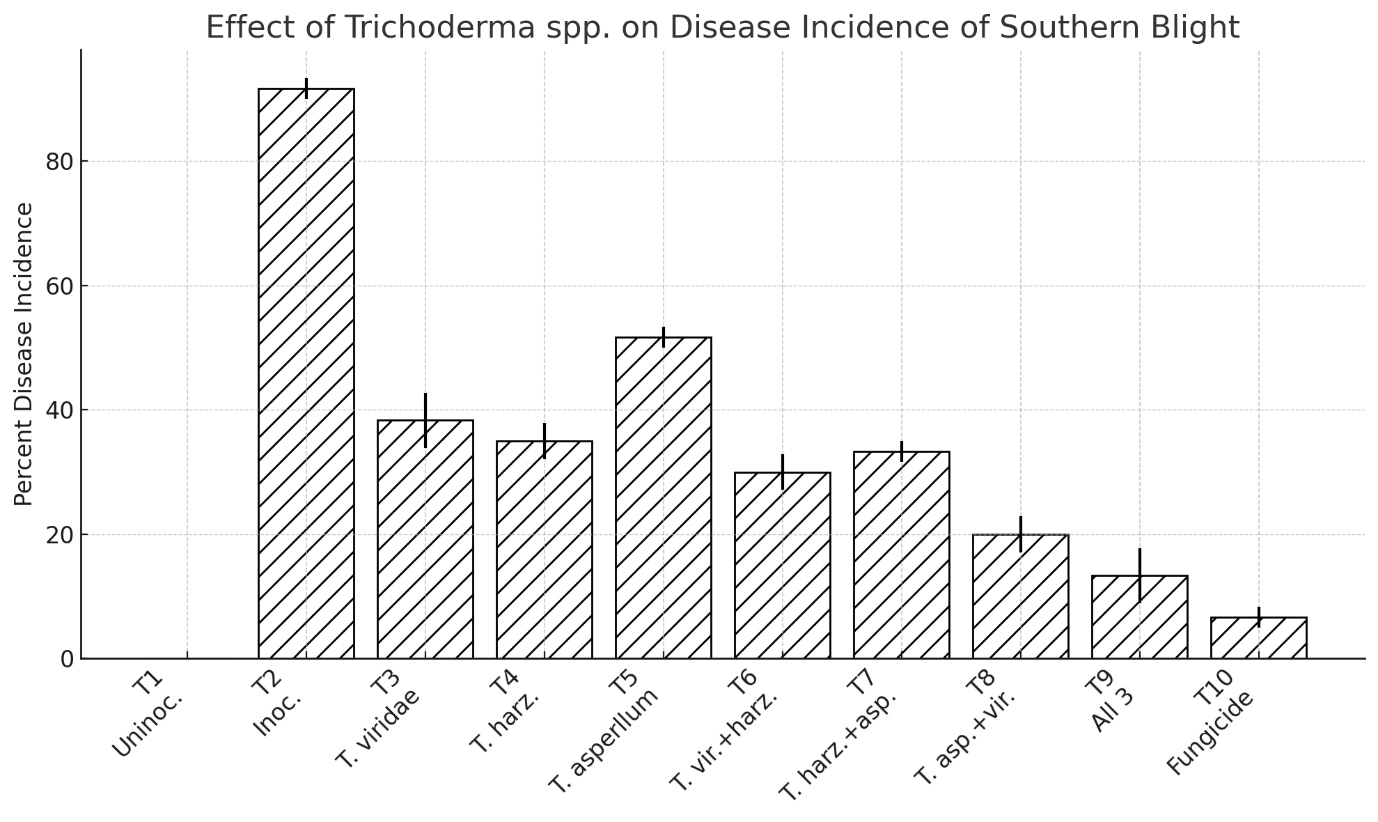 Effect of Trichoderma spp. on Disease Incidence of Southern Blight
Percent Disease Incidence
80
60
40
20
0
T1
Uninoc.
T2
Inoc.
T3
T. viridae
T4
T. harz.
T5
T. asperllum
T6
T. vir.+harz.
T7
T. harz.+asp.
T8
T. asp.+vir.
T9
All 3
T10
Fungicide